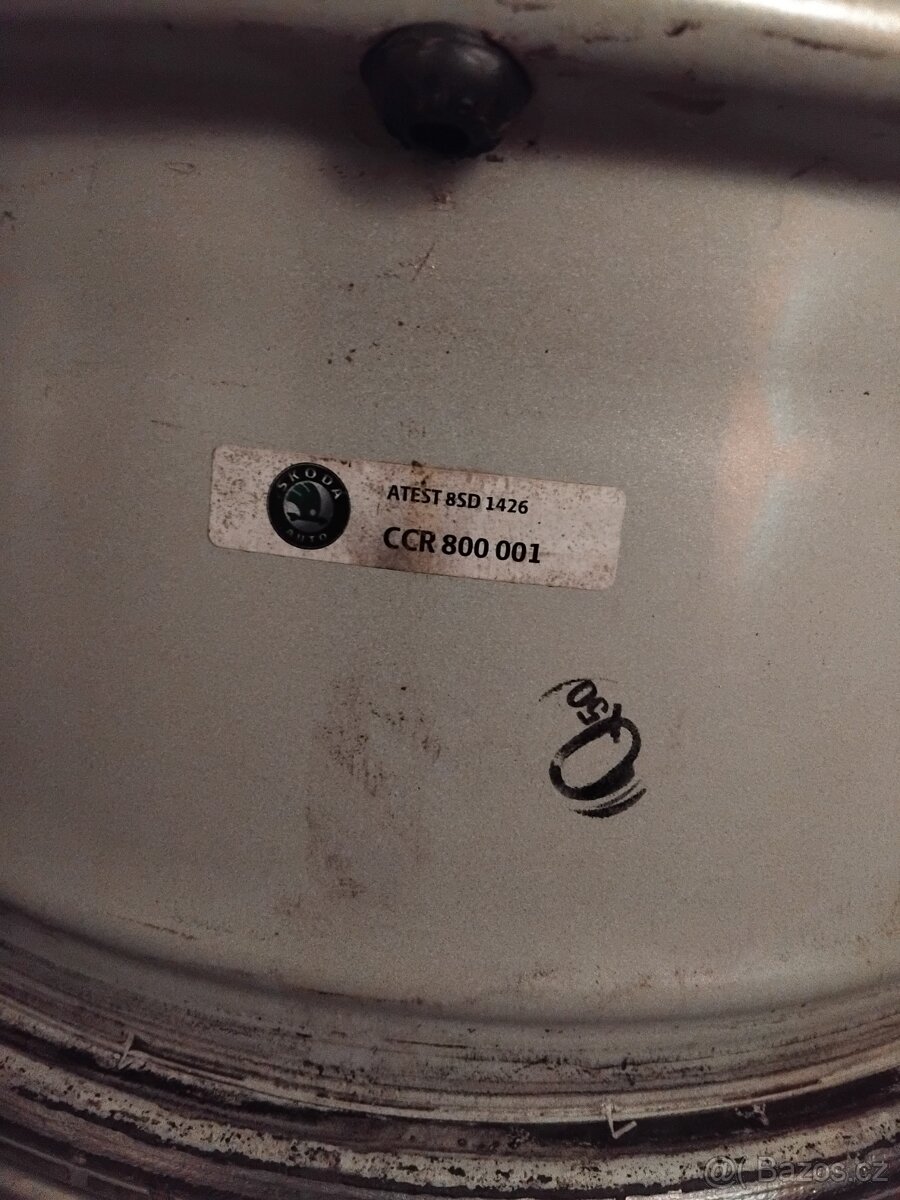 ŠKODA
AUTO
ATEST 8SD 1426
CCR 800 001
Q
50
@( Bazos.cz